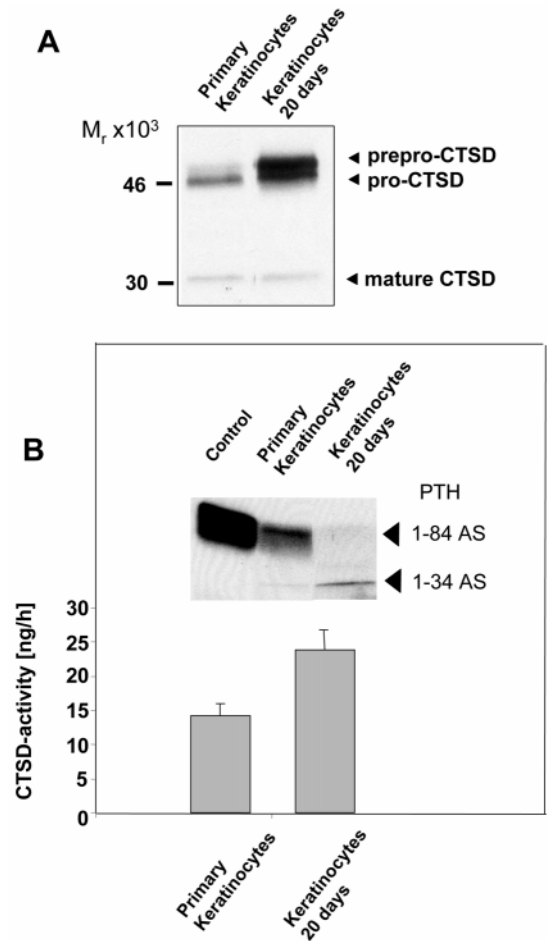 A
Primary
Keratinocytes
Keratinocytes
20 days
Mr x10³
46
30
prepro-CTSD
pro-CTSD
mature CTSD
B
Control
Primary
Keratinocytes
Keratinocytes
20 days
PTH
1-84 AS
1-34 AS
CTSD-activity [ng/h]
30
25
20
15
10
5
0
Primary
Keratinocytes
Keratinocytes
20 days